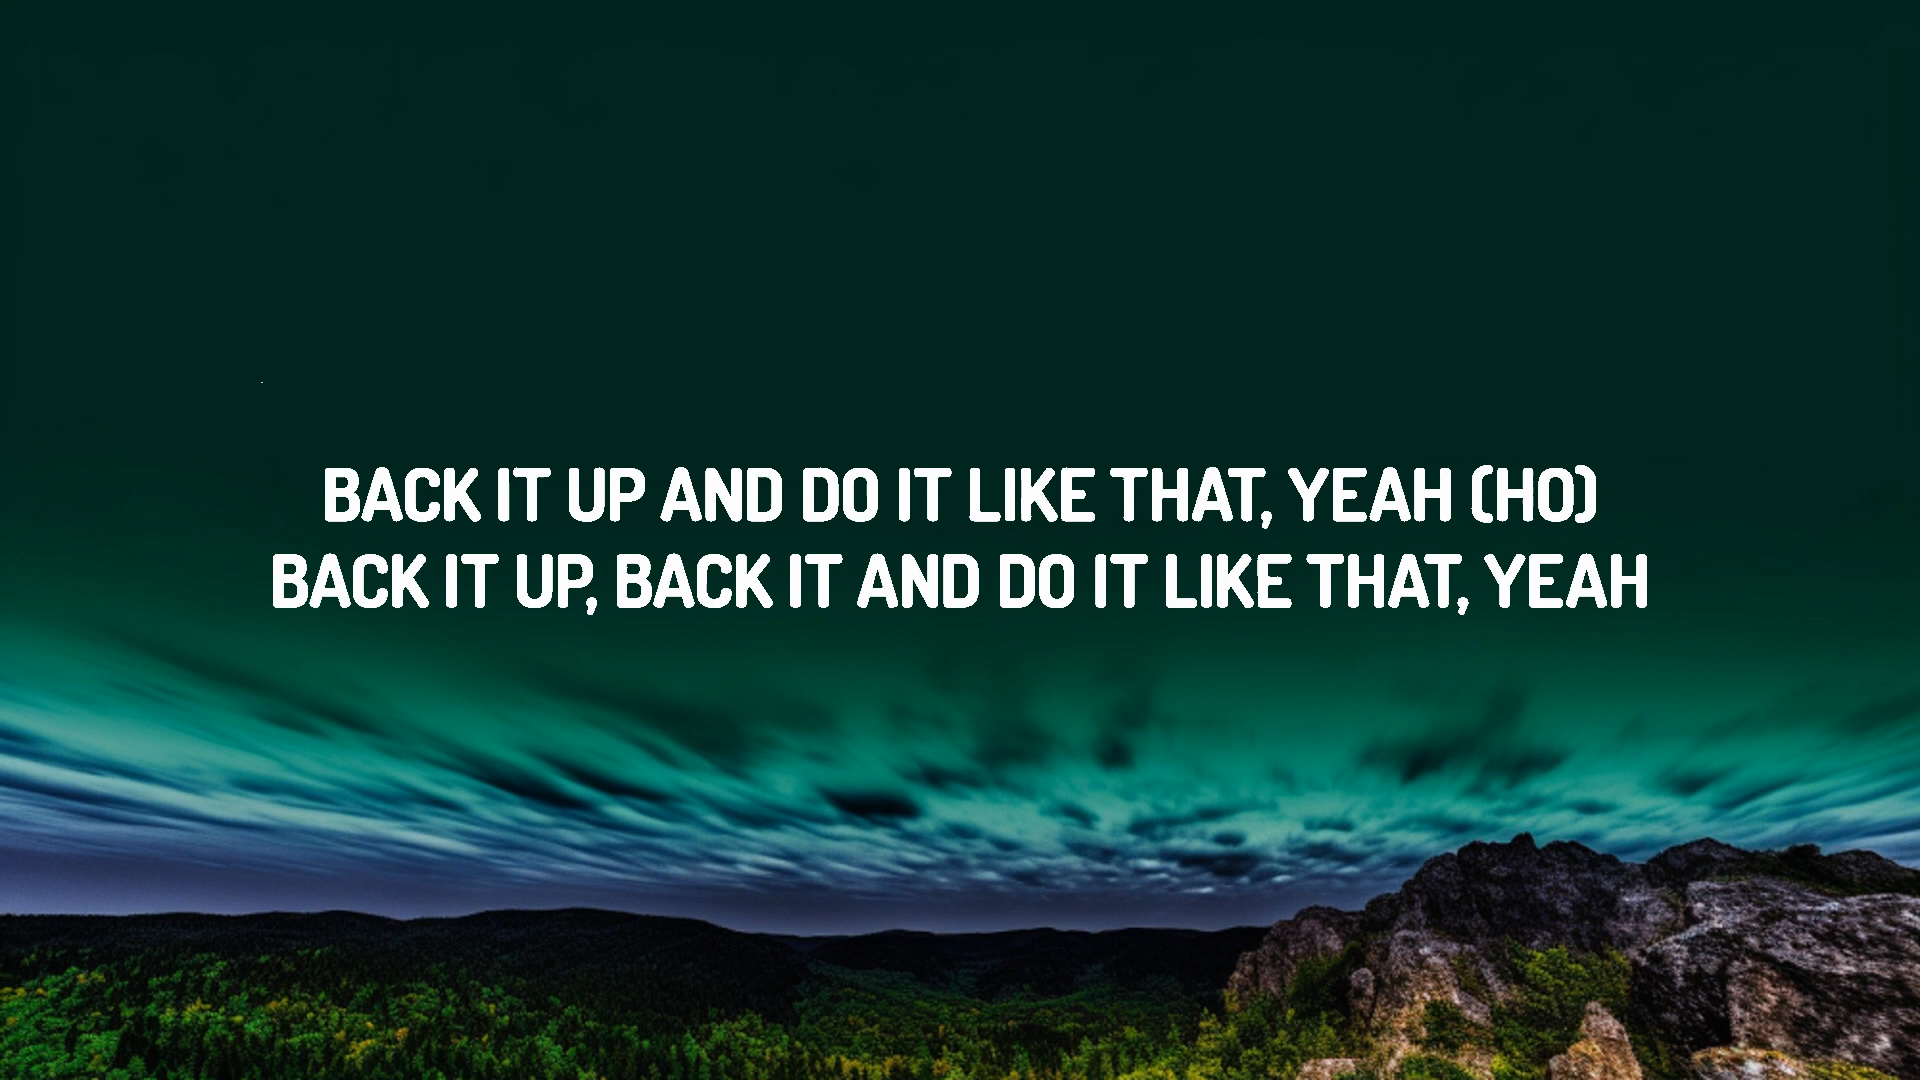 BACK IT UP AND DO IT LIKE THAT, YEAH (HO)
BACK IT UP, BACK IT AND DO IT LIKE THAT, YEAH